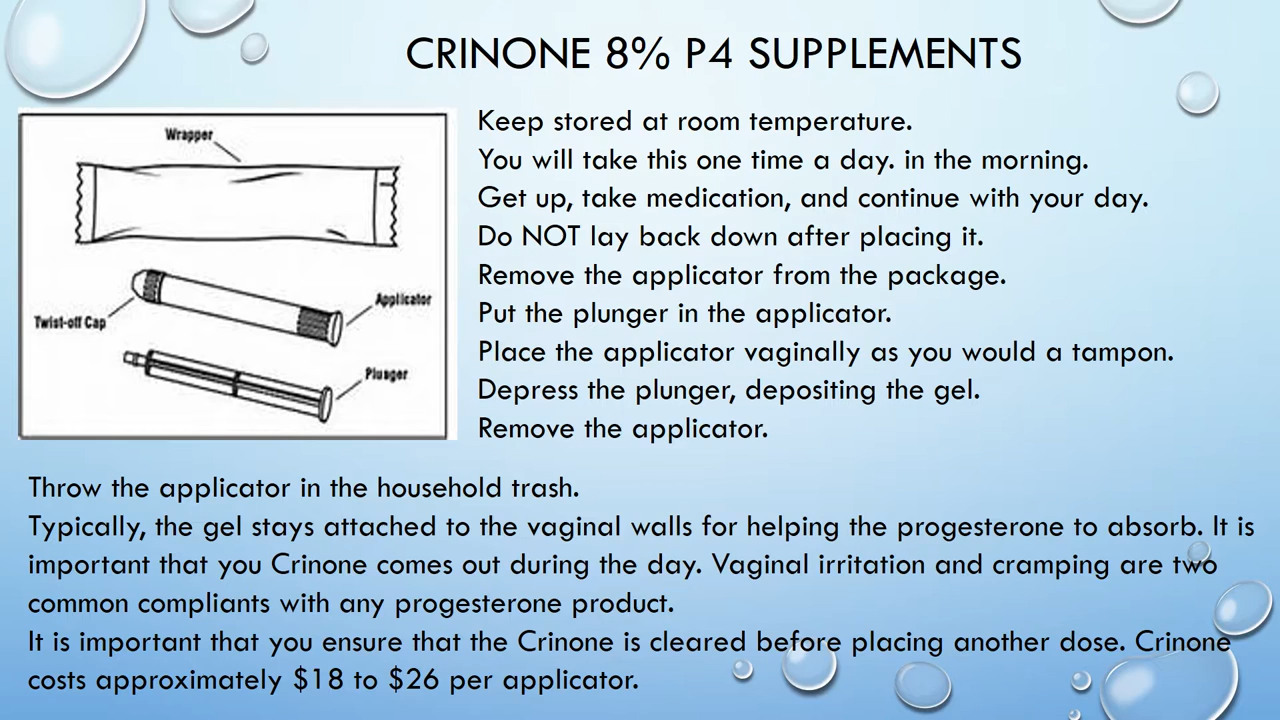 CRINONE 8% P4 SUPPLEMENTS
Wrapper
Twist-off Cap
Applicator
Plunger
Keep stored at room temperature.
You will take this one time a day. in the morning.
Get up, take medication, and continue with your day.
Do NOT lay back down after placing it.
Remove the applicator from the package.
Put the plunger in the applicator.
Place the applicator vaginally as you would a tampon.
Depress the plunger, depositing the gel.
Remove the applicator.
Throw the applicator in the household trash.
Typically, the gel stays attached to the vaginal walls for helping the progesterone to absorb. It is
important that you Crinone comes out during the day. Vaginal irritation and cramping are two
common compliants with any progesterone product.
It is important that you ensure that the Crinone is cleared before placing another dose. Crinone
costs approximately $18 to $26 per applicator.